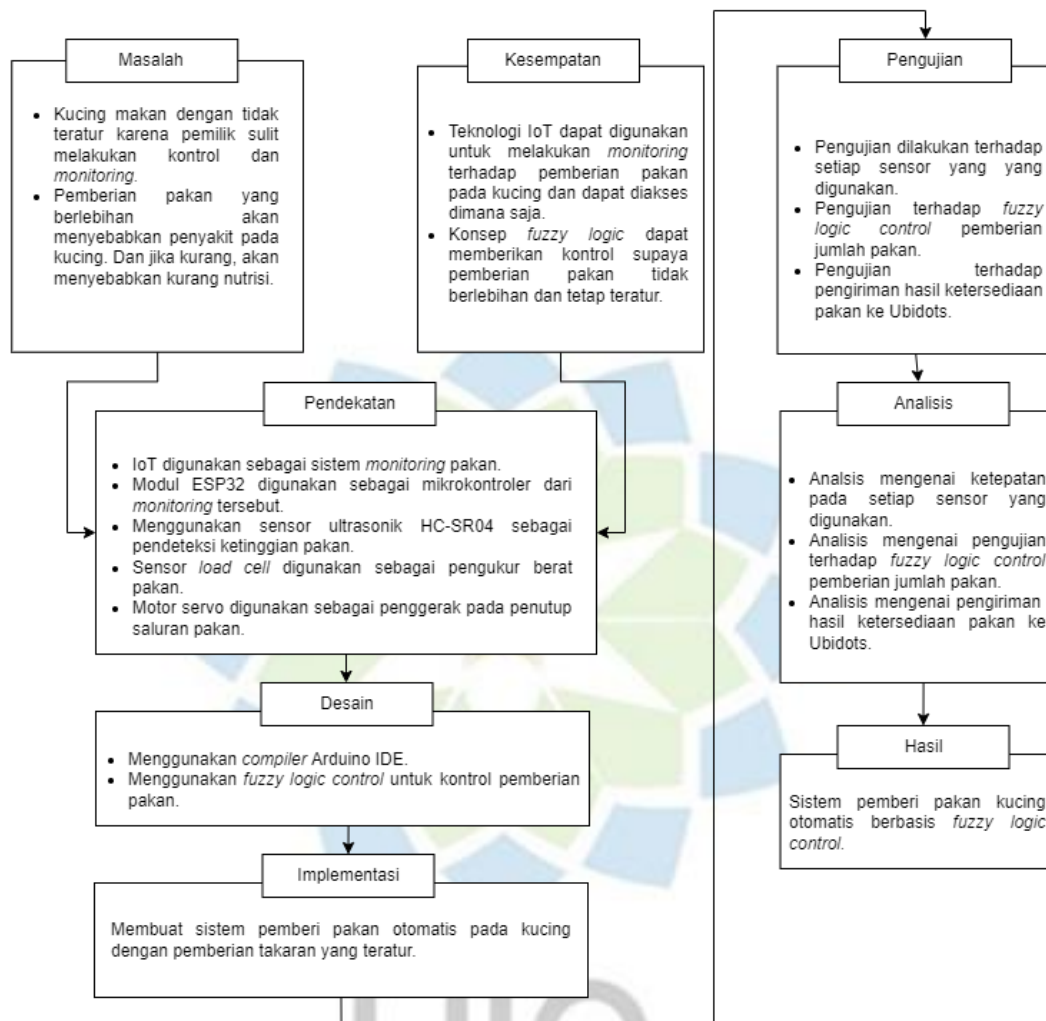 Masalah
• Kucing makan dengan tidak
teratur karena pemilik sulit
melakukan kontrol dan
monitoring.
• Pemberian pakan yang
berlebihan akan
menyebabkan penyakit pada
kucing. Dan jika kurang, akan
menyebabkan kurang nutrisi.
Kesempatan
• Teknologi IoT dapat digunakan
untuk melakukan monitoring
terhadap pemberian pakan
pada kucing dan dapat diakses
dimana saja.
• Konsep fuzzy logic dapat
memberikan kontrol supaya
pemberian pakan tidak
berlebihan dan tetap teratur.
Pendekatan
• IoT digunakan sebagai sistem monitoring pakan.
• Modul ESP32 digunakan sebagai mikrokontroler dari
monitoring tersebut.
• Menggunakan sensor ultrasonik HC-SR04 sebagai
pendeteksi ketinggian pakan.
• Sensor load cell digunakan sebagai pengukur berat
pakan.
• Motor servo digunakan sebagai penggerak pada penutup
saluran pakan.
Desain
• Menggunakan compiler Arduino IDE.
• Menggunakan fuzzy logic control untuk kontrol pemberian
pakan.
Implementasi
Membuat sistem pemberi pakan otomatis pada kucing
dengan pemberian takaran yang teratur.
Pengujian
• Pengujian dilakukan terhadap
setiap sensor yang yang
digunakan.
• Pengujian terhadap fuzzy
logic control pemberian
jumlah pakan.
• Pengujian terhadap
pengiriman hasil ketersediaan
pakan ke Ubidots.
Analisis
• Analsis mengenai ketepatan
pada setiap sensor yang
digunakan.
• Analisis mengenai pengujian
terhadap fuzzy logic control
pemberian jumlah pakan.
• Analisis mengenai pengiriman
hasil ketersediaan pakan ke
Ubidots.
Hasil
Sistem pemberi pakan kucing
otomatis berbasis fuzzy logic
control.